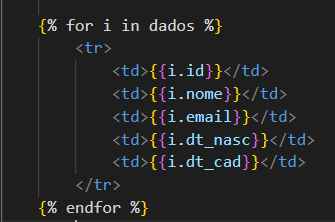 {% for i in dados %}
<tr>
<td>{{i.id}}</td>
<td>{{i.nome}}</td>
<td>{{i.email}}</td>
<td>{{i.dt_nasc}}</td>
<td>{{i.dt_cad}}</td>
</tr>
{% endfor %}